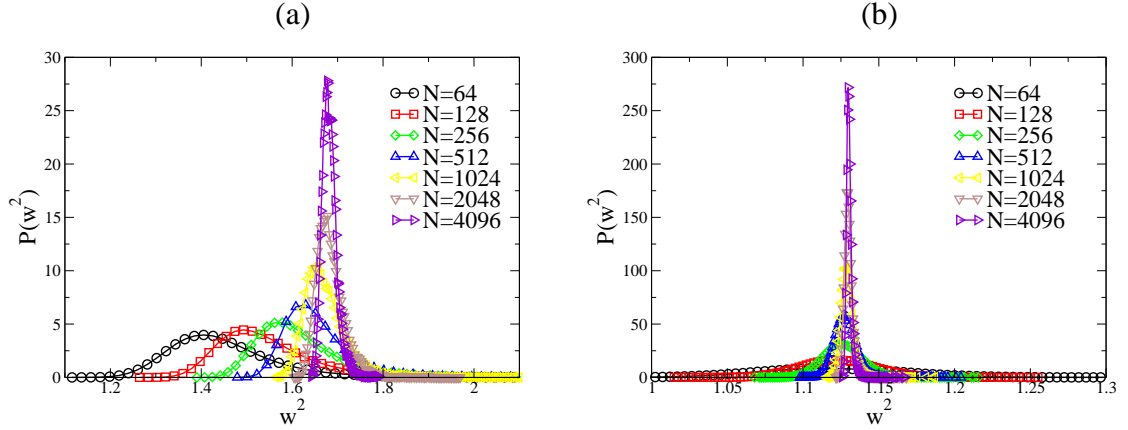 (a)
30
25
20
15
10
5
0
P(w²)
1.2
1.4
1.6
1.8
2
w²
N=64
N=128
N=256
N=512
N=1024
N=2048
N=4096
(b)
300
250
200
150
100
50
0
P(w²)
1
1.05
1.1
1.15
1.2
1.25
1.3
w²
N=64
N=128
N=256
N=512
N=1024
N=2048
N=4096